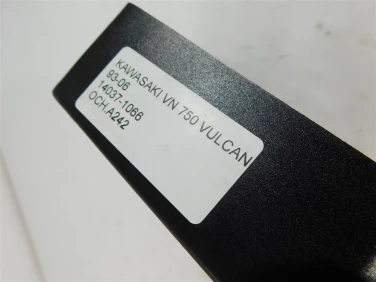 KAWASAKI VN 750 VULCAN
93-06
14037-1066
OCH.A242